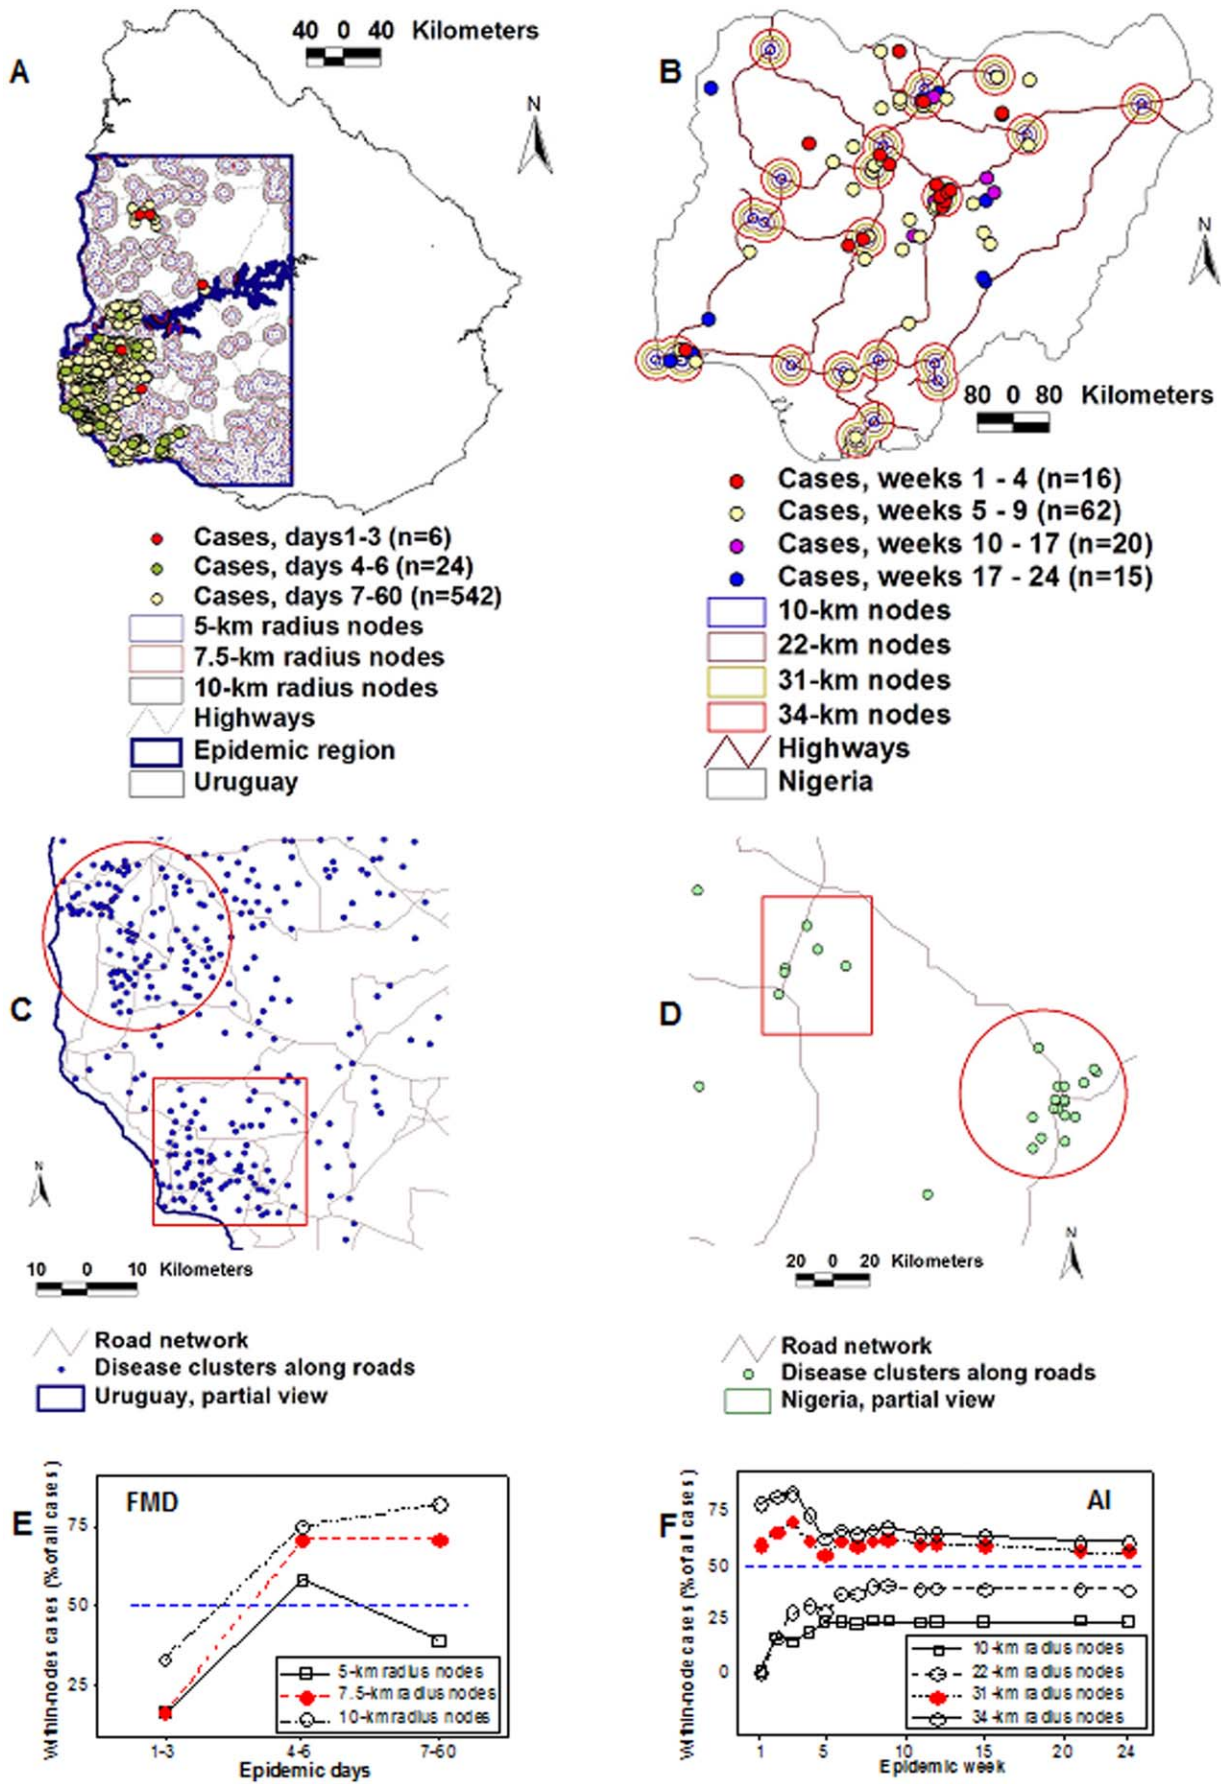 A
40 0 40 Kilometers
N
Cases, days1-3 (n=6)
Cases, days 4-6 (n=24)
Cases, days 7-60 (n=542)
5-km radius nodes
7.5-km radius nodes
10-km radius nodes
Highways
Epidemic region
Uruguay
B
N
80 0 80 Kilometers
Cases, weeks 1 - 4 (n=16)
Cases, weeks 5 - 9 (n=62)
Cases, weeks 10 - 17 (n=20)
Cases, weeks 17 - 24 (n=15)
10-km nodes
22-km nodes
31-km nodes
34-km nodes
Highways
Nigeria
C
N
10 0 10 Kilometers
Road network
Disease clusters along roads
Uruguay, partial view
D
N
20 0 20 Kilometers
Road network
Disease clusters along roads
Nigeria, partial view
E
FMD
Within-nodes cases (% of all cases)
75
50
25
5-km radius nodes
7.5-km radius nodes
10-km radius nodes
1-3 4-6 7-60
Epidemic days
F
AI
Within-node cases (% of all cases)
75
50
25
0
10-km radius nodes
22-km radius nodes
31-km radius nodes
34-km radius nodes
1 5 10 15 20 24
Epidemic week